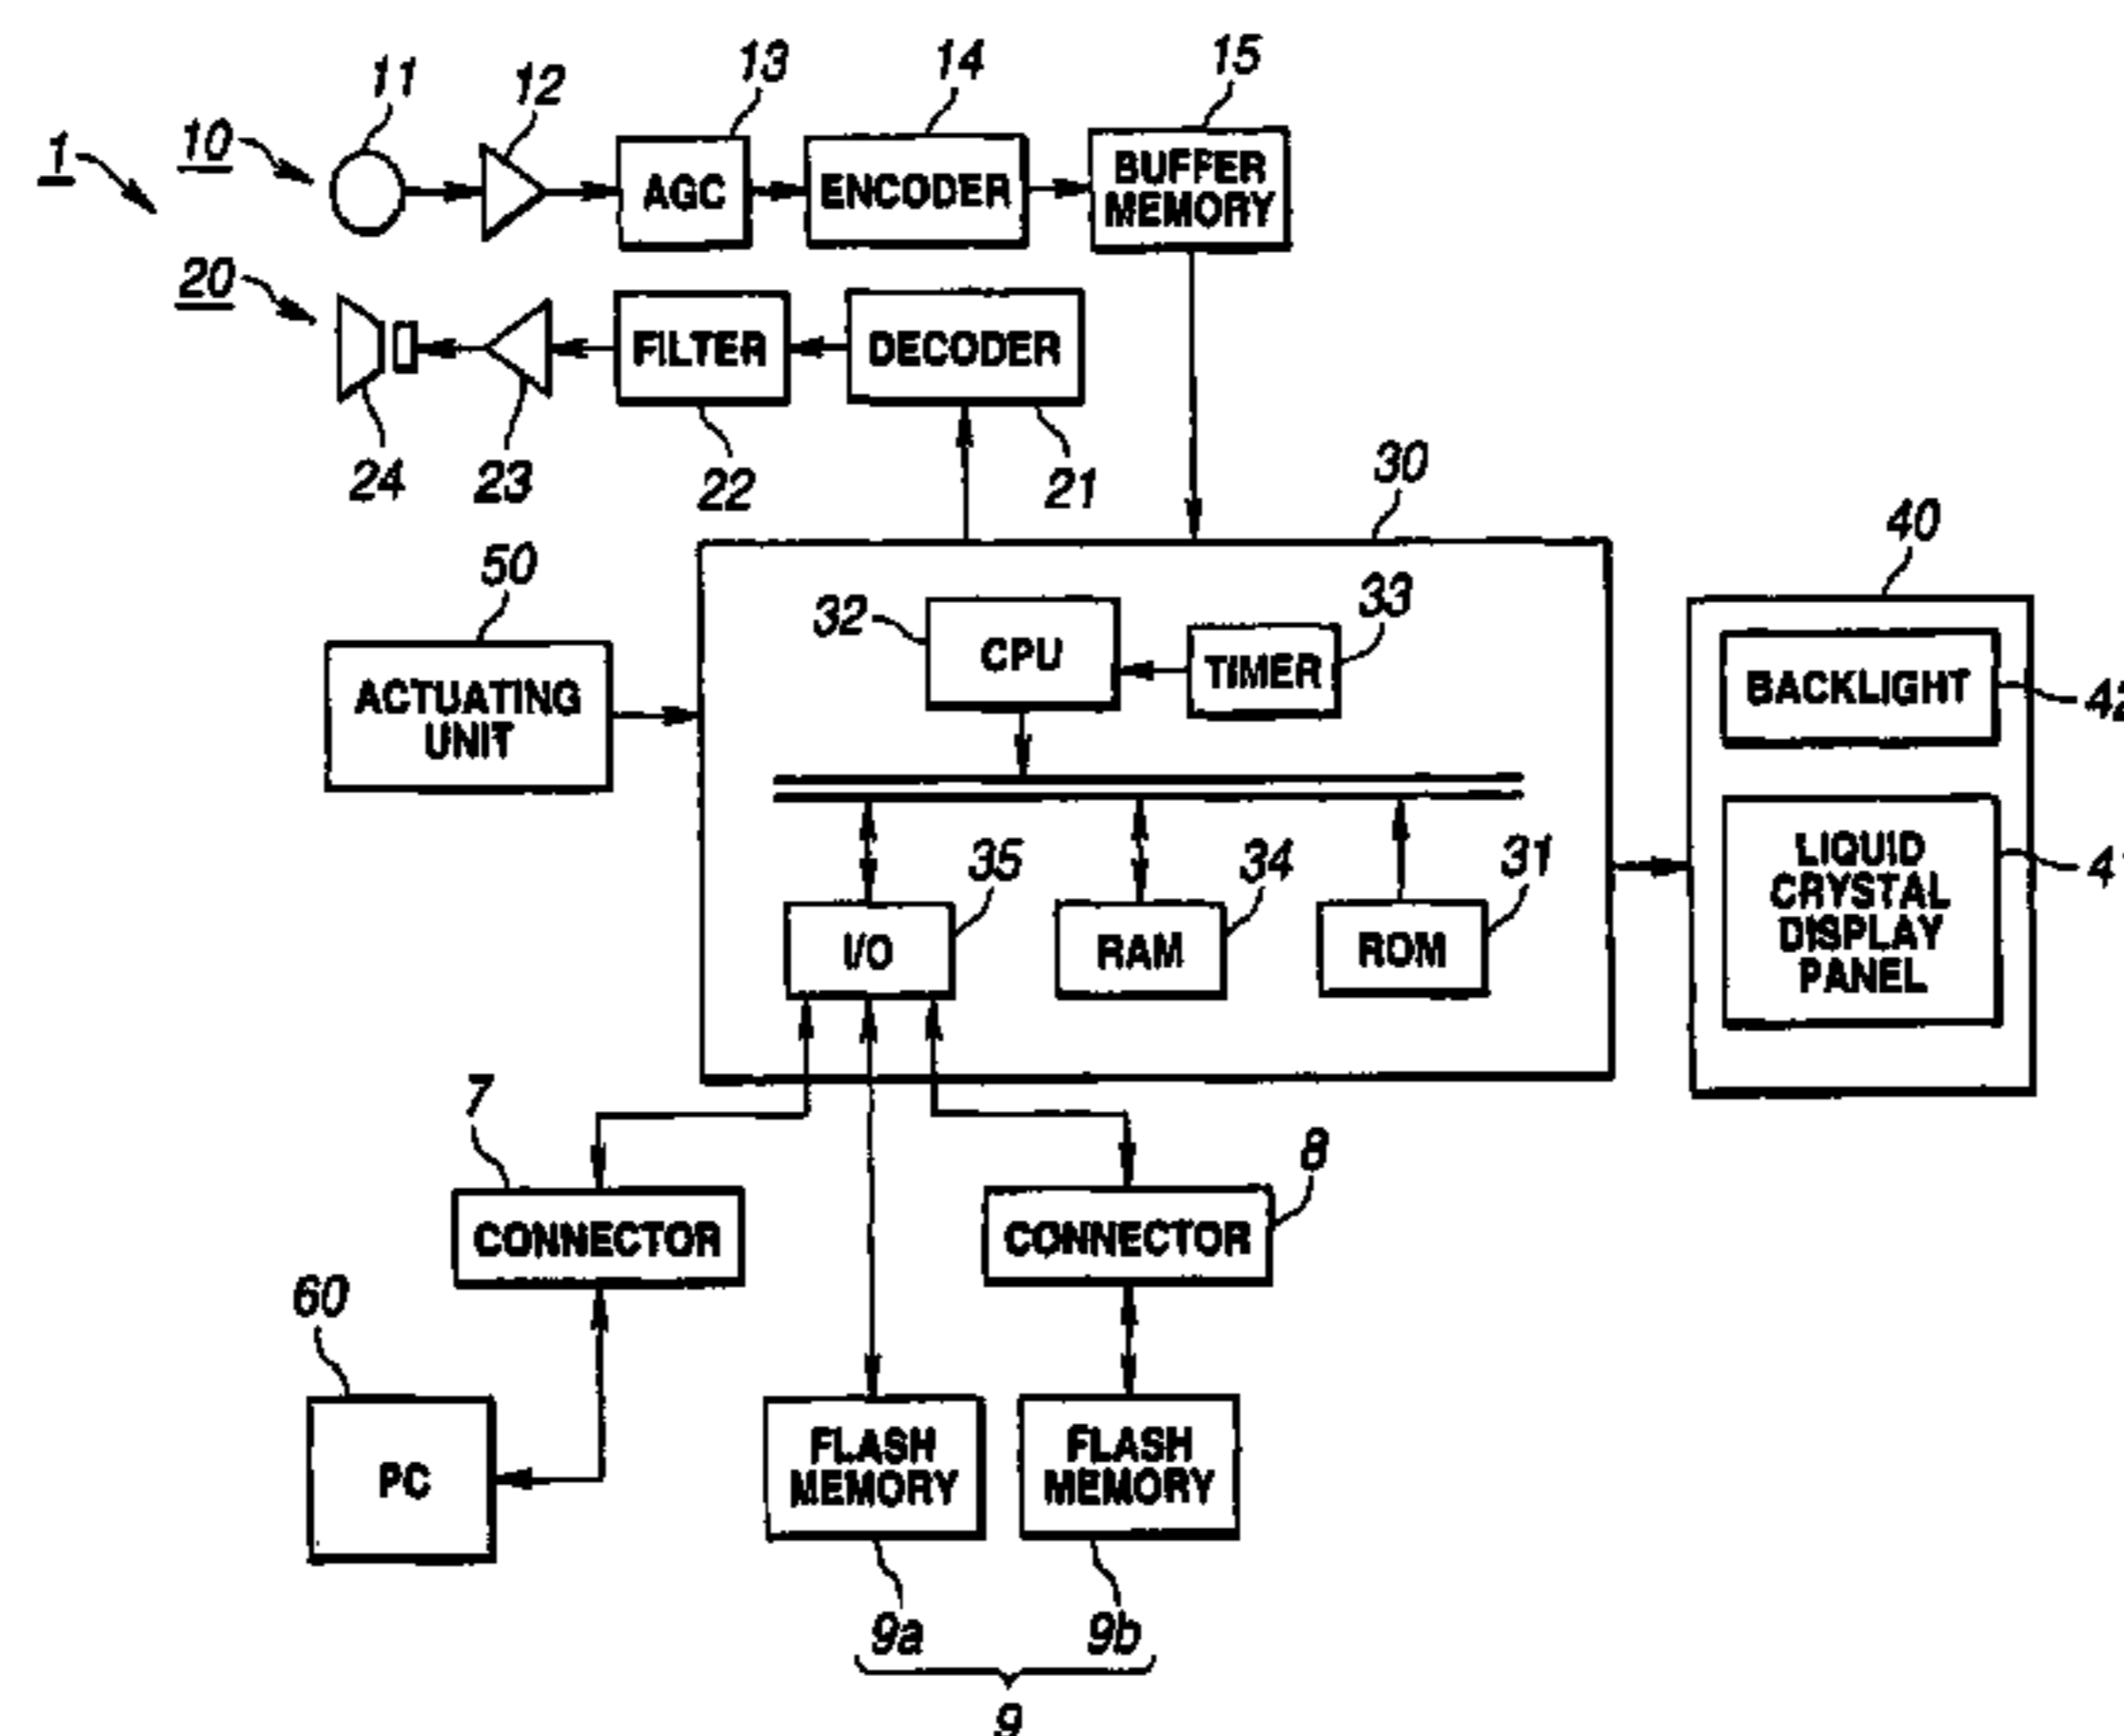 1
10
11
12
13
14
15
AGC
ENCODER
BUFFER
MEMORY
20
FILTER
DECODER
24
23
22
21
30
40
50
ACTUATING
UNIT
32
CPU
33
TIMER
BACKLIGHT
42
LIQUID
CRYSTAL
DISPLAY
PANEL
35
34
31
I/O
RAM
ROM
7
CONNECTOR
8
CONNECTOR
60
PC
FLASH
MEMORY
FLASH
MEMORY
9a
9b
9